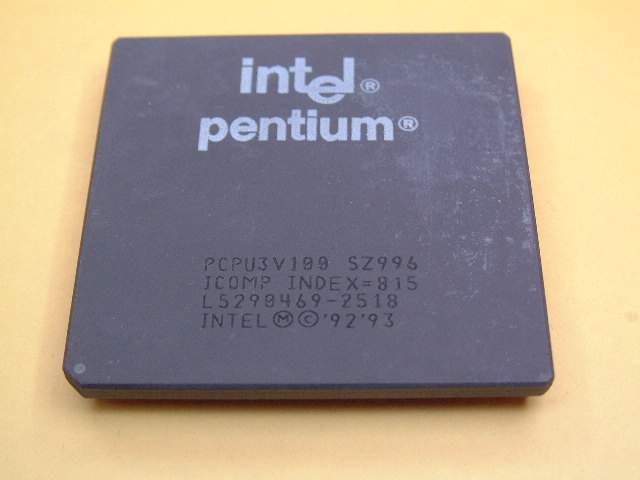 intel®
pentium®
PCPU3V100 SZ996
ICOMP INDEX=815
L5290469-2518
INTEL Ⓜ © '92 '93